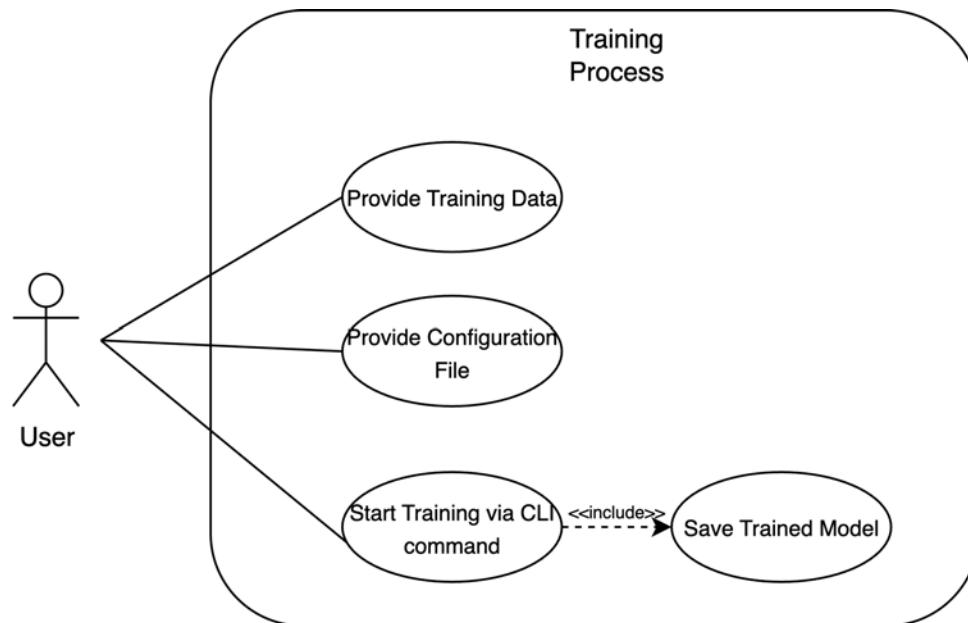 Training
Process
Provide Training Data
Provide Configuration
File
User
Start Training via CLI
command
<<include>>
Save Trained Model